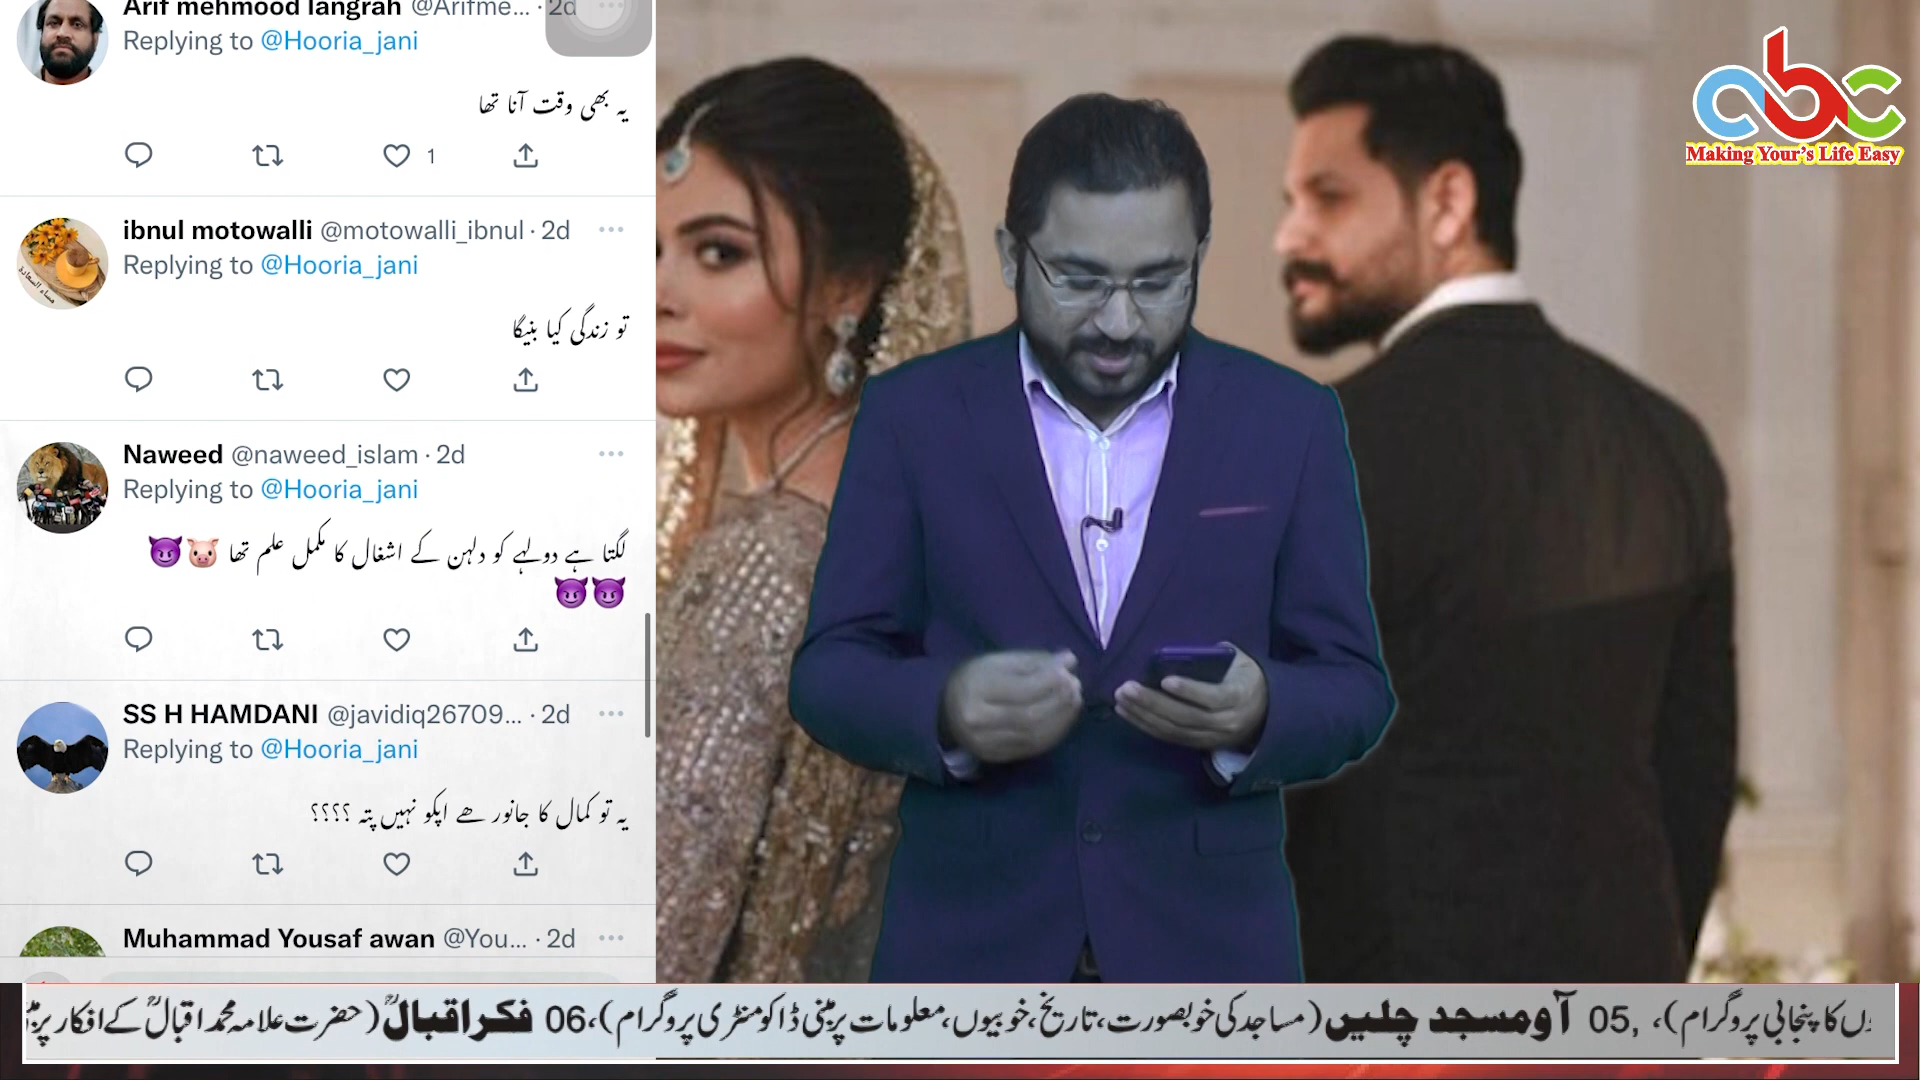 Arif mehmood langrah @Arifme... · 2d
Replying to @Hooria_jani
یہ بھی وقت آنا تھا
1
ibnul motowalli @motowalli_ibnul · 2d
Replying to @Hooria_jani
تو زندگی کیا بنیگا
Naweed @naweed_islam · 2d
Replying to @Hooria_jani
لگتا ہے دولہے کو دلہن کے اشغال کا مکمل علم تھا 🐷😈
😈😈
SS H HAMDANI @javidiq26709... · 2d
Replying to @Hooria_jani
یہ تو کمال کا جانور ھے اپکو نہیں پتہ ؟؟؟؟
Muhammad Yousaf awan @You... · 2d
abc
Making Your's Life Easy
کا پنجابی پروگرام)، 05, آو مسجد چلیں (مساجد کی خوبصورت، تاریخ، خوبیوں، معلومات پر مبنی ڈاکومنٹری پروگرام)، 06 فکر اقبالؒ (حضرت علامہ محمد اقبالؒ کے افکار پر